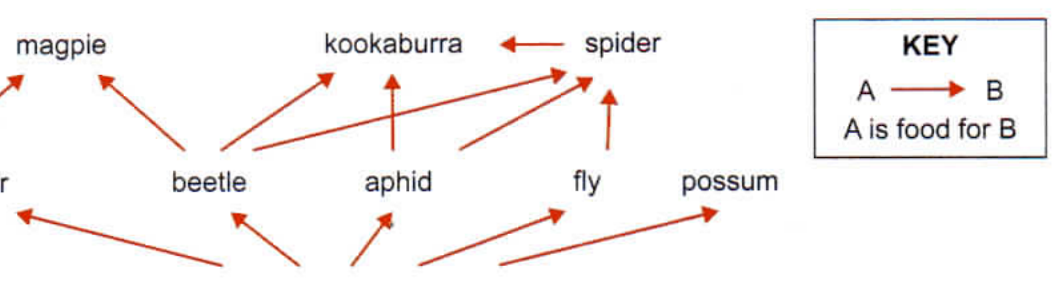 magpie kookaburra spider
KEY
A B
A is food for B
r beetle aphid fly possum